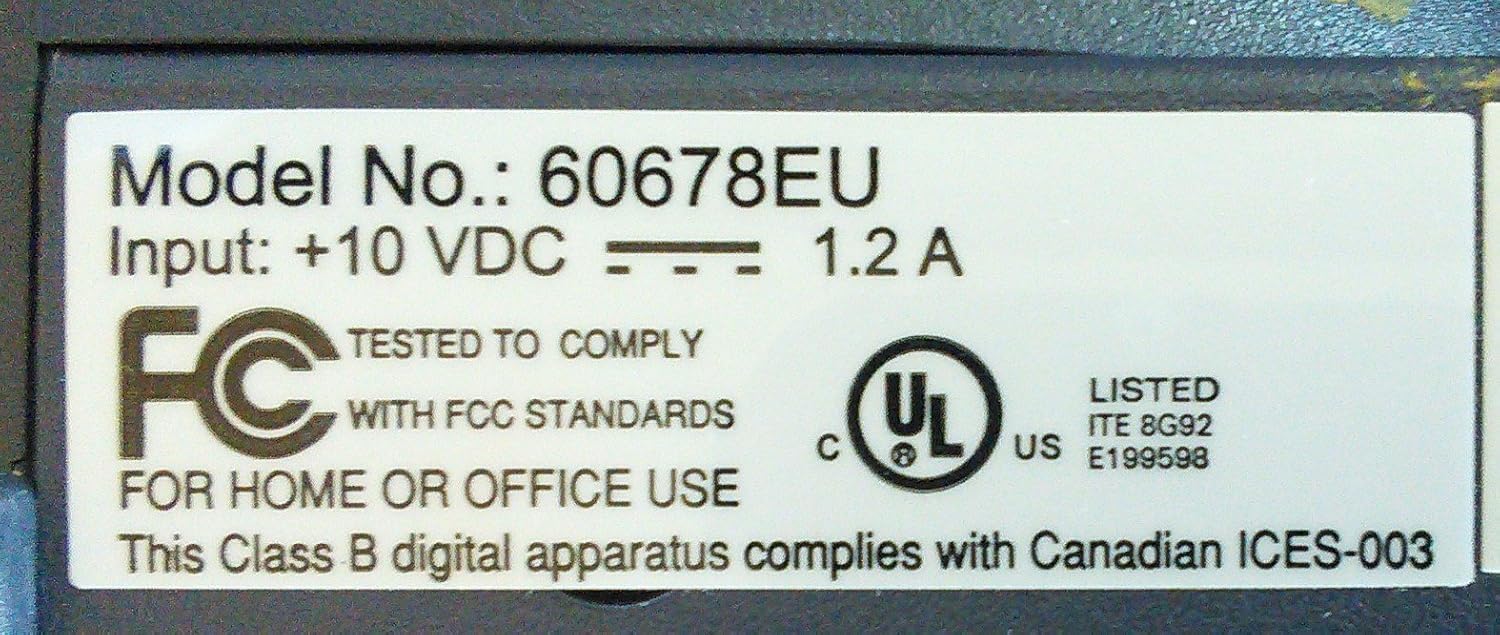 Model No.: 60678EU
Input: +10 VDC ⎓ 1.2 A
FC TESTED TO COMPLY
WITH FCC STANDARDS
FOR HOME OR OFFICE USE
C UL ® US
LISTED
ITE 8G92
E199598
This Class B digital apparatus complies with Canadian ICES-003